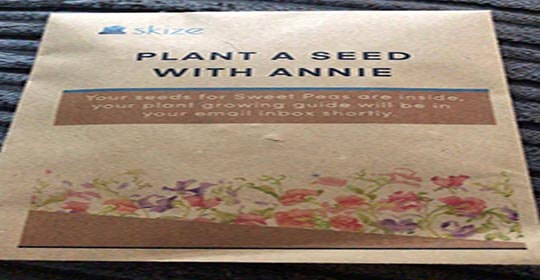 skize
PLANT A SEED
WITH ANNIE
Your seeds for Sweet Peas are inside,
your plant growing guide will be in
your email inbox shortly.